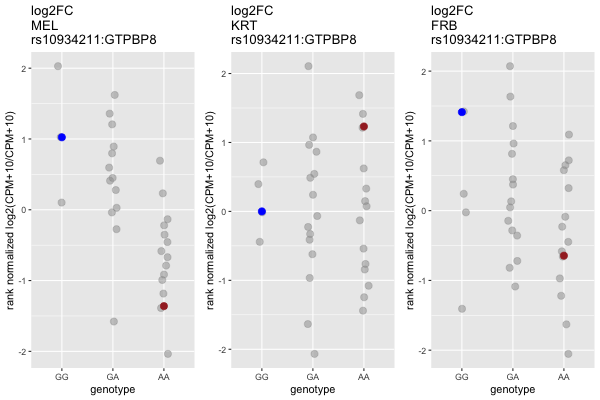 log2FC
MEL
rs10934211:GTPBP8
rank normalized log2(CPM+10/CPM+10)
2
1
0
-1
-2
GG
GA
AA
genotype
log2FC
KRT
rs10934211:GTPBP8
rank normalized log2(CPM+10/CPM+10)
2
1
0
-1
-2
GG
GA
AA
genotype
log2FC
FRB
rs10934211:GTPBP8
rank normalized log2(CPM+10/CPM+10)
2
1
0
-1
-2
GG
GA
AA
genotype